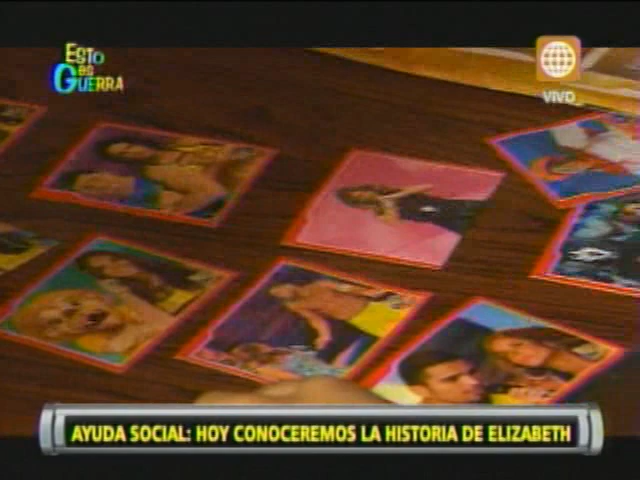 Esto
es
Guerra
VIVO
AYUDA SOCIAL: HOY CONOCEREMOS LA HISTORIA DE ELIZABETH